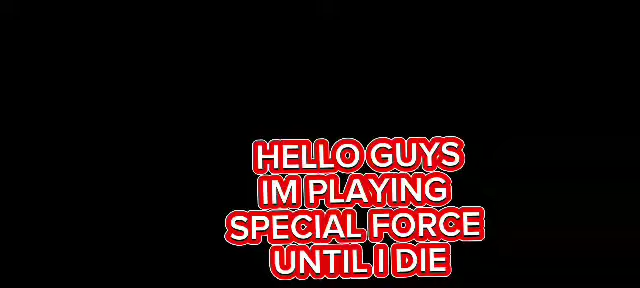 HELLO GUYS
IM PLAYING
SPECIAL FORCE
UNTIL I DIE